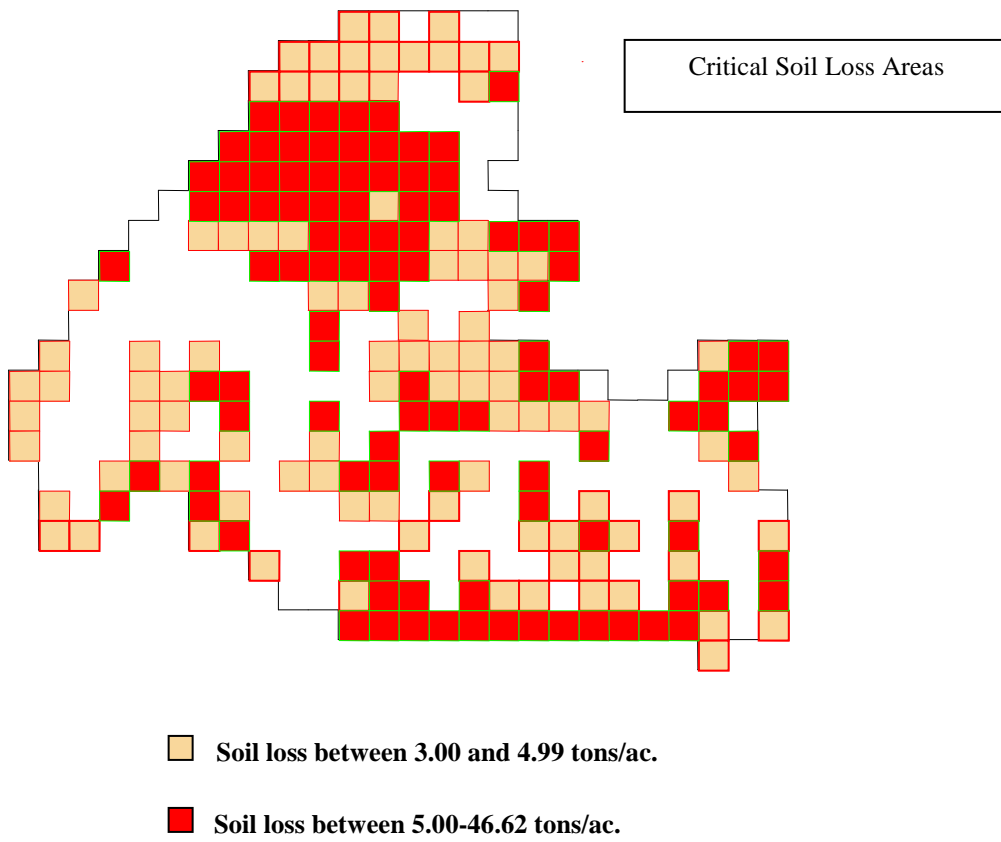 Critical Soil Loss Areas
Soil loss between 3.00 and 4.99 tons/ac.
Soil loss between 5.00-46.62 tons/ac.